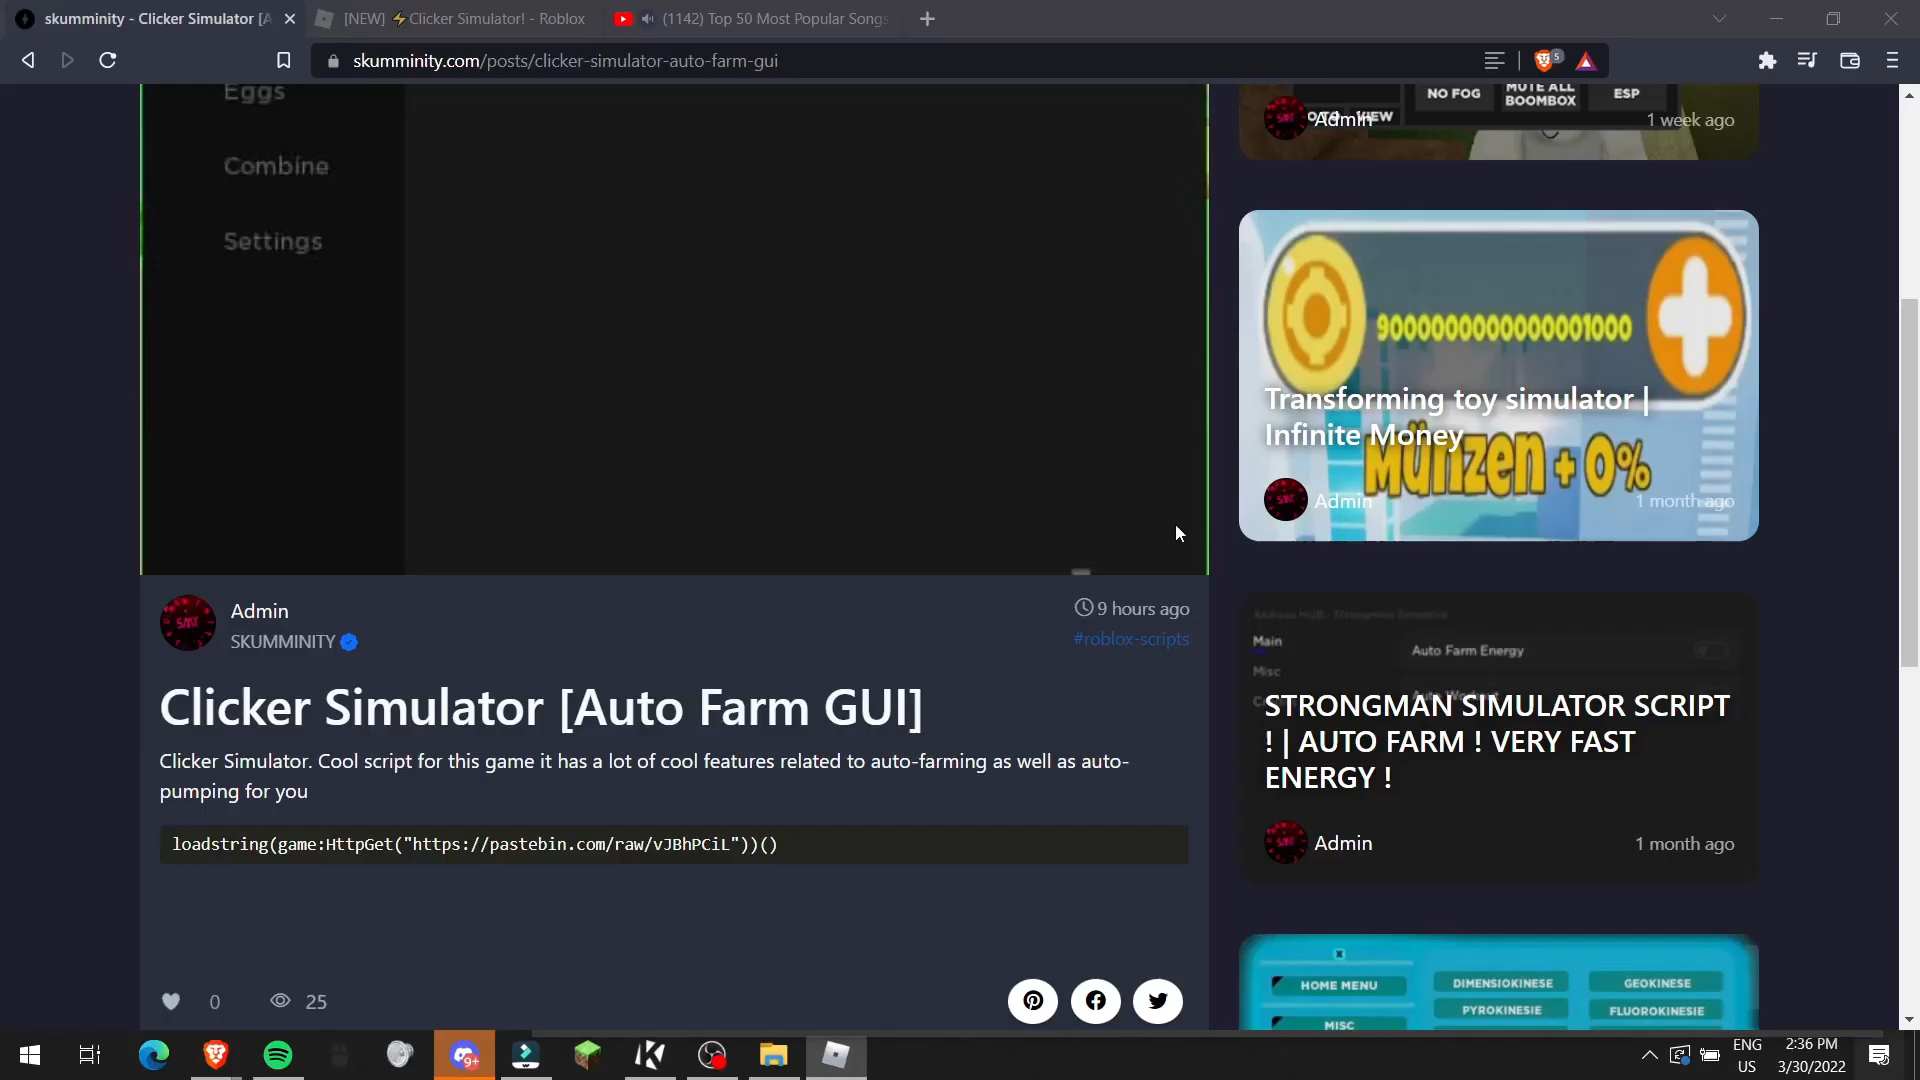 skumminity - Clicker Simulator [A
[NEW] ⚡Clicker Simulator! - Roblox
(1142) Top 50 Most Popular Songs
skumminity.com/posts/clicker-simulator-auto-farm-gui
5
Eggs
Combine
Settings
NO FOG
MUTE ALL
BOOMBOX
ESP
VIEW
Admin
1 week ago
9000000000000001000
Transforming toy simulator |
Infinite Money
Münzen + 0%
Admin
1 month ago
SMT
Admin
SKUMMINITY
9 hours ago
#roblox-scripts
Clicker Simulator [Auto Farm GUI]
Clicker Simulator. Cool script for this game it has a lot of cool features related to auto-farming as well as auto-
pumping for you
loadstring(game:HttpGet("https://pastebin.com/raw/vJBhPCiL"))()
0
25
Main
Misc
Auto Farm Energy
STRONGMAN SIMULATOR SCRIPT
! | AUTO FARM ! VERY FAST
ENERGY !
Admin
1 month ago
HOME MENU
MISC
DIMENSIOKINESE
PYROKINESIE
GEOKINESE
FLUOROKINESIE
9+
ENG
US
2:36 PM
3/30/2022